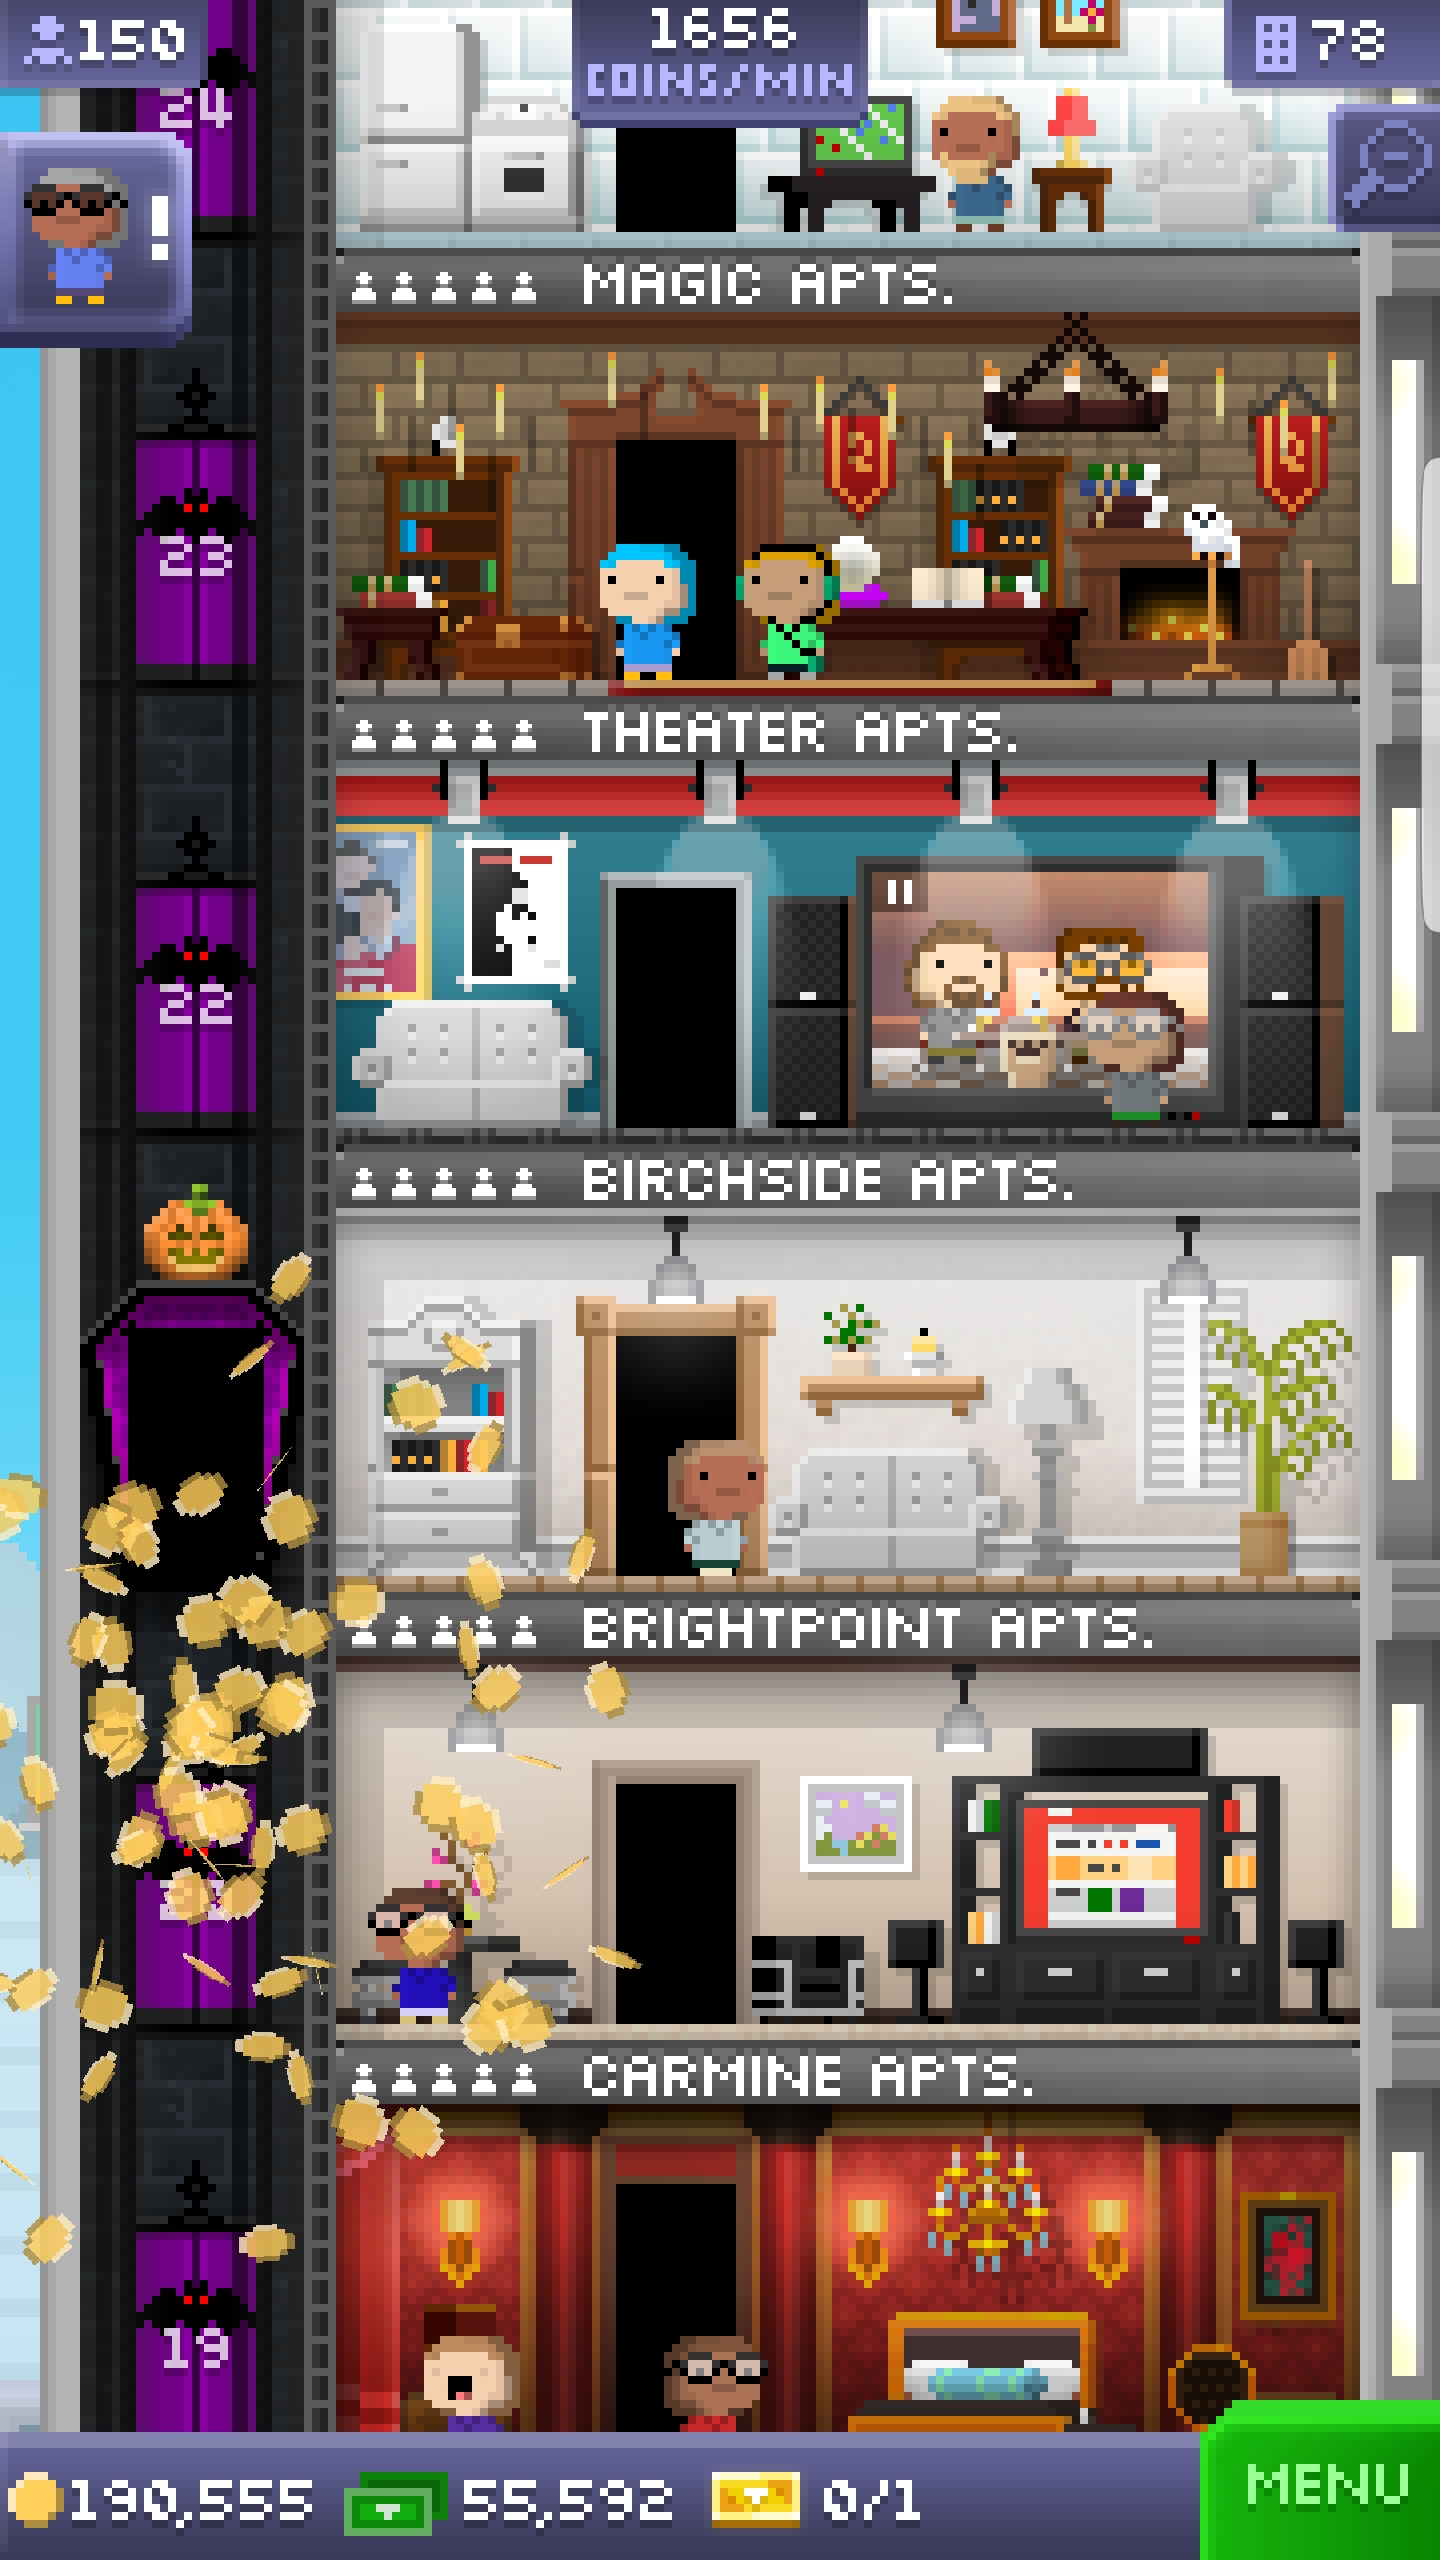 150
1656
COINS/MIN
78
24
!
MAGIC APTS.
23
THEATER APTS.
22
BIRCHSIDE APTS.
BRIGHTPOINT APTS.
CARMINE APTS.
19
190,555
55,592
0/1
MENU